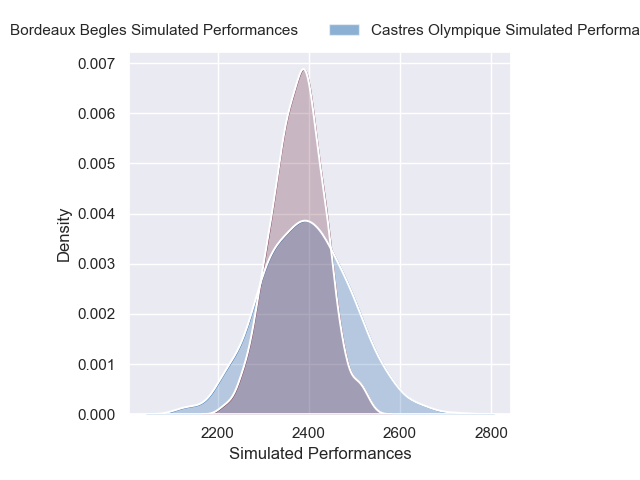 Bordeaux Begles Simulated Performances
Castres Olympique Simulated Performa
0.007
0.006
0.005
0.004
0.003
0.002
0.001
0.000
Density
2200 2400 2600 2800
Simulated Performances